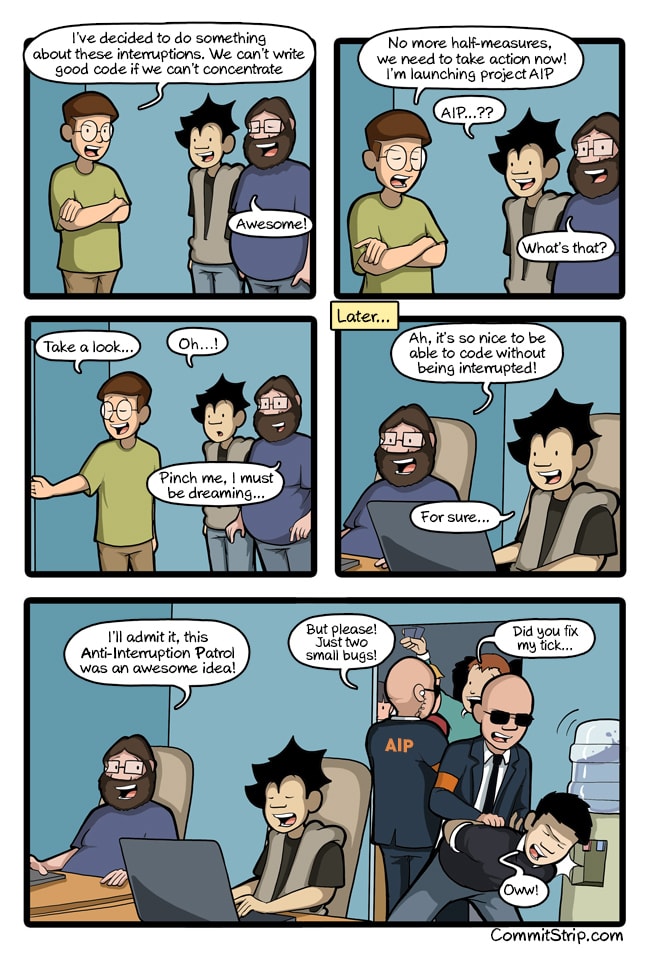 I've decided to do something
about these interruptions. We can't write
good code if we can't concentrate
Awesome!
No more half-measures,
we need to take action now!
I'm launching project AIP
AIP...??
What's that?
Take a look...
Oh...!
Pinch me, I must
be dreaming...
Later...
Ah, it's so nice to be
able to code without
being interrupted!
For sure...
I'll admit it, this
Anti-Interruption Patrol
was an awesome idea!
But please!
Just two
small bugs!
Did you fix
my tick...
AIP
Oww!
CommitStrip.com